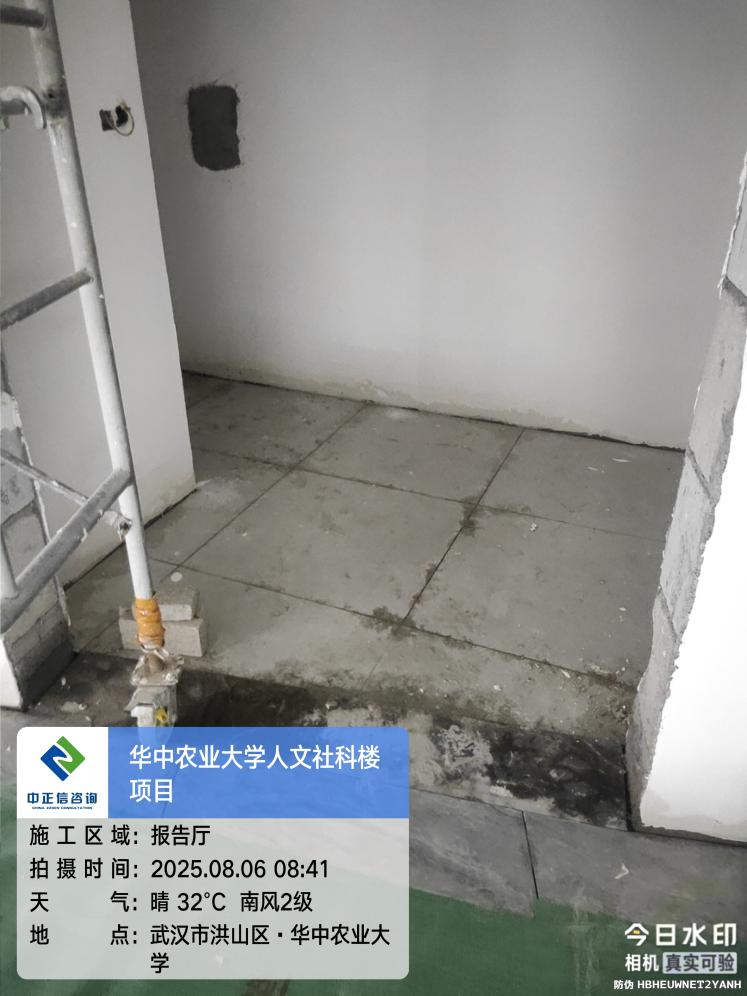 华中农业大学人文社科楼
项目
中正信咨询
施工区域：报告厅
拍摄时间：2025.08.06 08:41
天气：晴 32℃ 南风2级
地点：武汉市洪山区·华中农业大
学
今日水印
相机 真实可验
防伪 HBHEUWNET2YANH